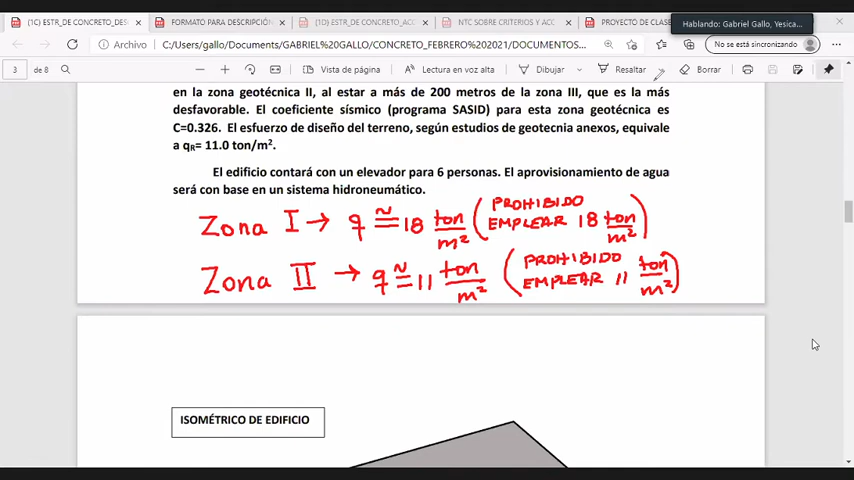 (1C) ESTR_DE CONCRETO_DES
FORMATO PARA DESCRIPCIÓN
(1D) ESTR_DE CONCRETO_ACC
NTC SOBRE CRITERIOS Y ACC
PROYECTO DE CLASE
Hablando: Gabriel Gallo, Yesica...
Archivo
C:/Users/gallo/Documents/GABRIEL%20GALLO/CONCRETO_FEBRERO%202021/DOCUMENTOS...
No se está sincronizando
3 de 8
Vista de página
Lectura en voz alta
Dibujar
Resaltar
Borrar
en la zona geotécnica II, al estar a más de 200 metros de la zona III, que es la más
desfavorable. El coeficiente sísmico (programa SASID) para esta zona geotécnica es
C=0.326. El esfuerzo de diseño del terreno, según estudios de geotecnia anexos, equivale
a qR= 11.0 ton/m².
El edificio contará con un elevador para 6 personas. El aprovisionamiento de agua
será con base en un sistema hidroneumático.
Zona I → q ≅ 18 ton/m² (PROHIBIDO
EMPLEAR 18 ton/m²)
Zona II → q ≅ 11 ton/m² (PROHIBIDO
EMPLEAR 11 ton/m²)
ISOMÉTRICO DE EDIFICIO